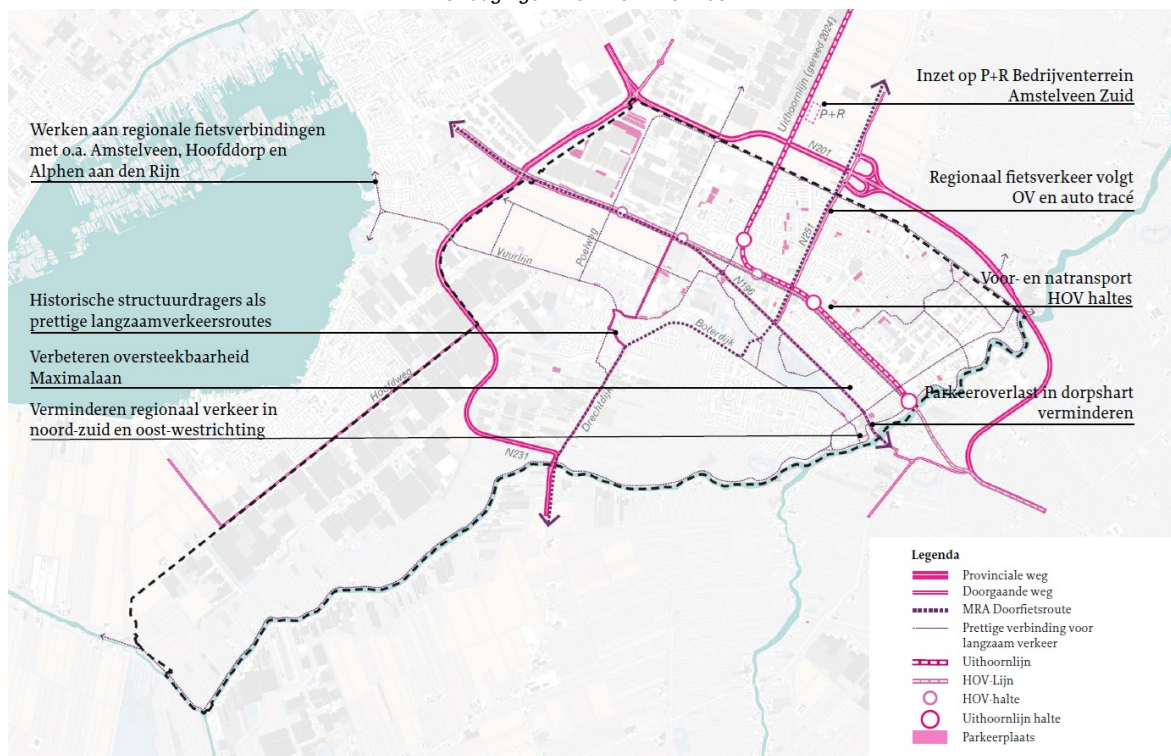 Uithoornlijn (gereed 2024)
P+R
Inzet op P+R Bedrijventerrein
Amstelveen Zuid
Werken aan regionale fietsverbindingen
met o.a. Amstelveen, Hoofddorp en
Alphen aan den Rijn
N201
Regionaal fietsverkeer volgt
OV en auto tracé
N251
Vuurlijn
Poelweg
N196
Voor- en natransport
HOV haltes
Historische structuurdragers als
prettige langzaamverkeersroutes
Boterdijk
Verbeteren oversteekbaarheid
Maximalaan
Hoofdweg
Drechtdijk
Parkeeroverlast in dorpshart
verminderen
Verminderen regionaal verkeer in
noord-zuid en oost-westrichting
N231
Legenda
Provinciale weg
Doorgaande weg
MRA Doorfietsroute
Prettige verbinding voor
langzaam verkeer
Uithoornlijn
HOV-Lijn
HOV-halte
Uithoornlijn halte
Parkeerplaats